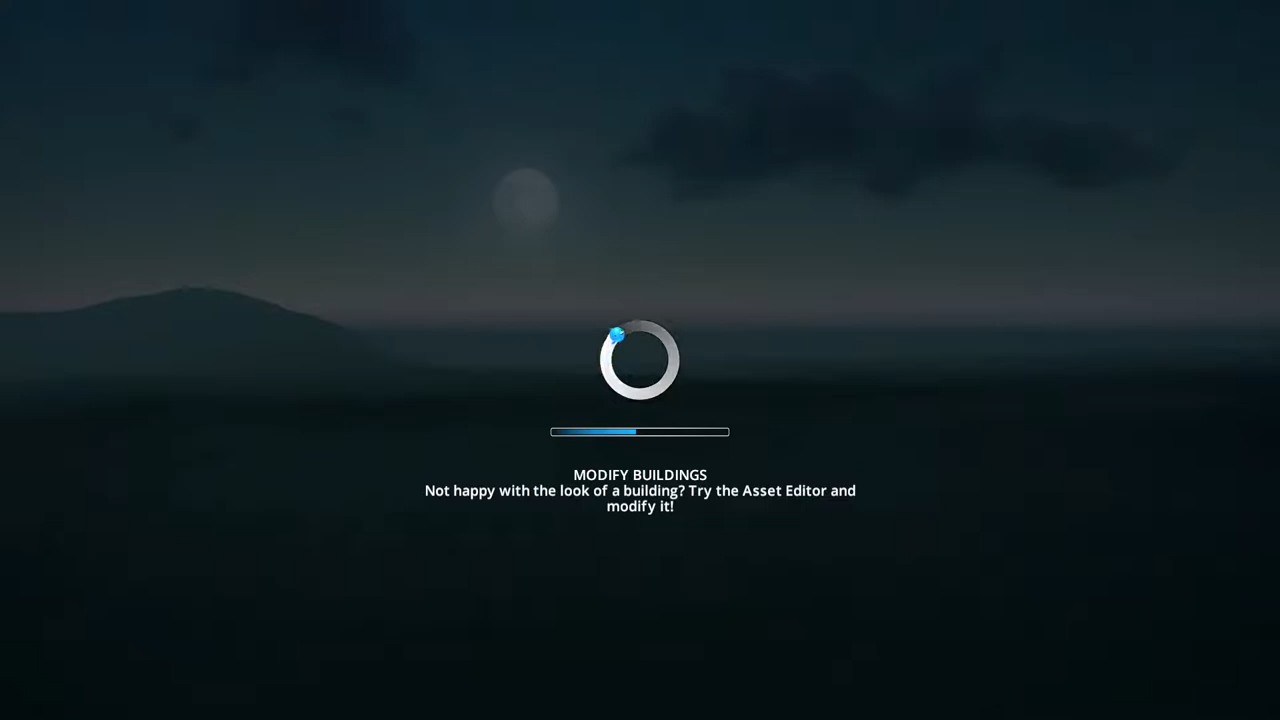 MODIFY BUILDINGS
Not happy with the look of a building? Try the Asset Editor and
modify it!